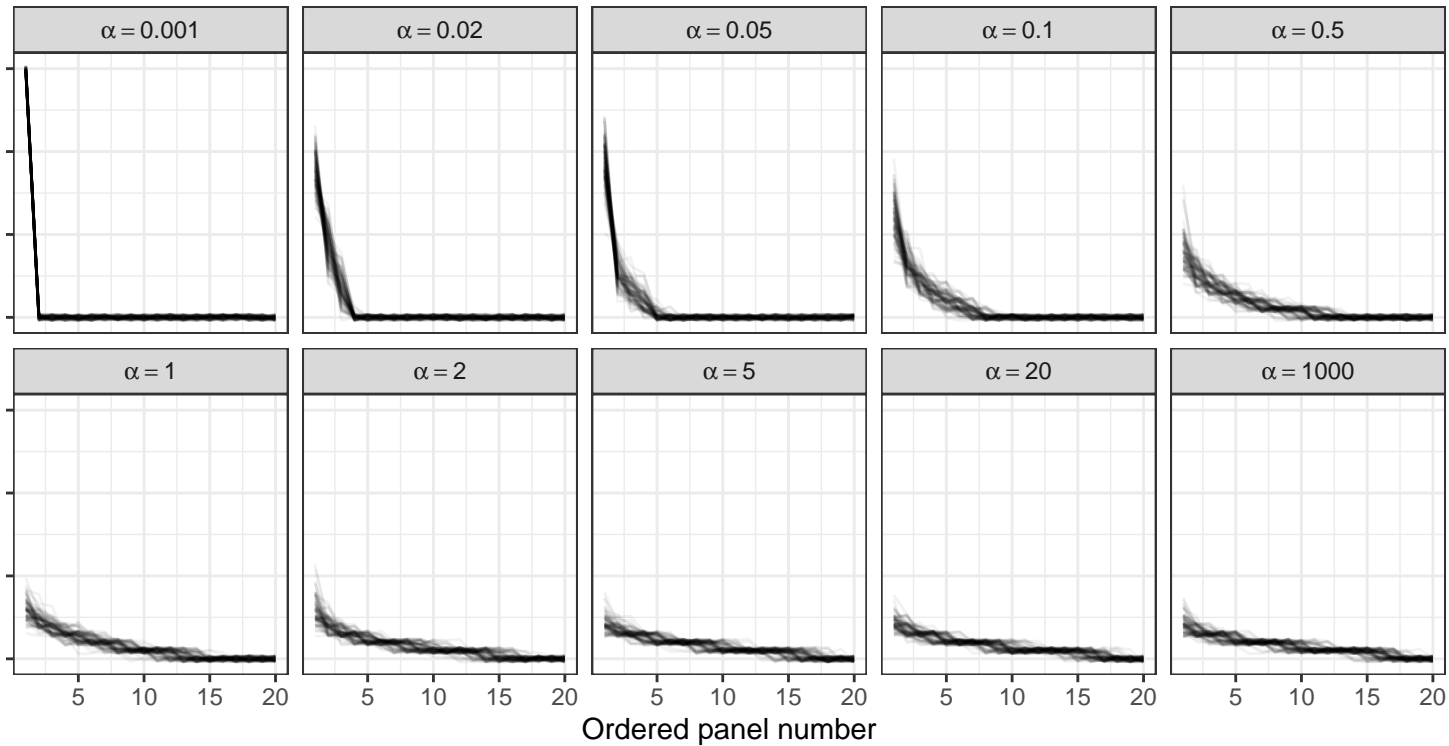 α = 0.001 α = 0.02 α = 0.05 α = 0.1 α = 0.5
α = 1 α = 2 α = 5 α = 20 α = 1000
5 10 15 20 5 10 15 20 5 10 15 20 5 10 15 20 5 10 15 20
Ordered panel number